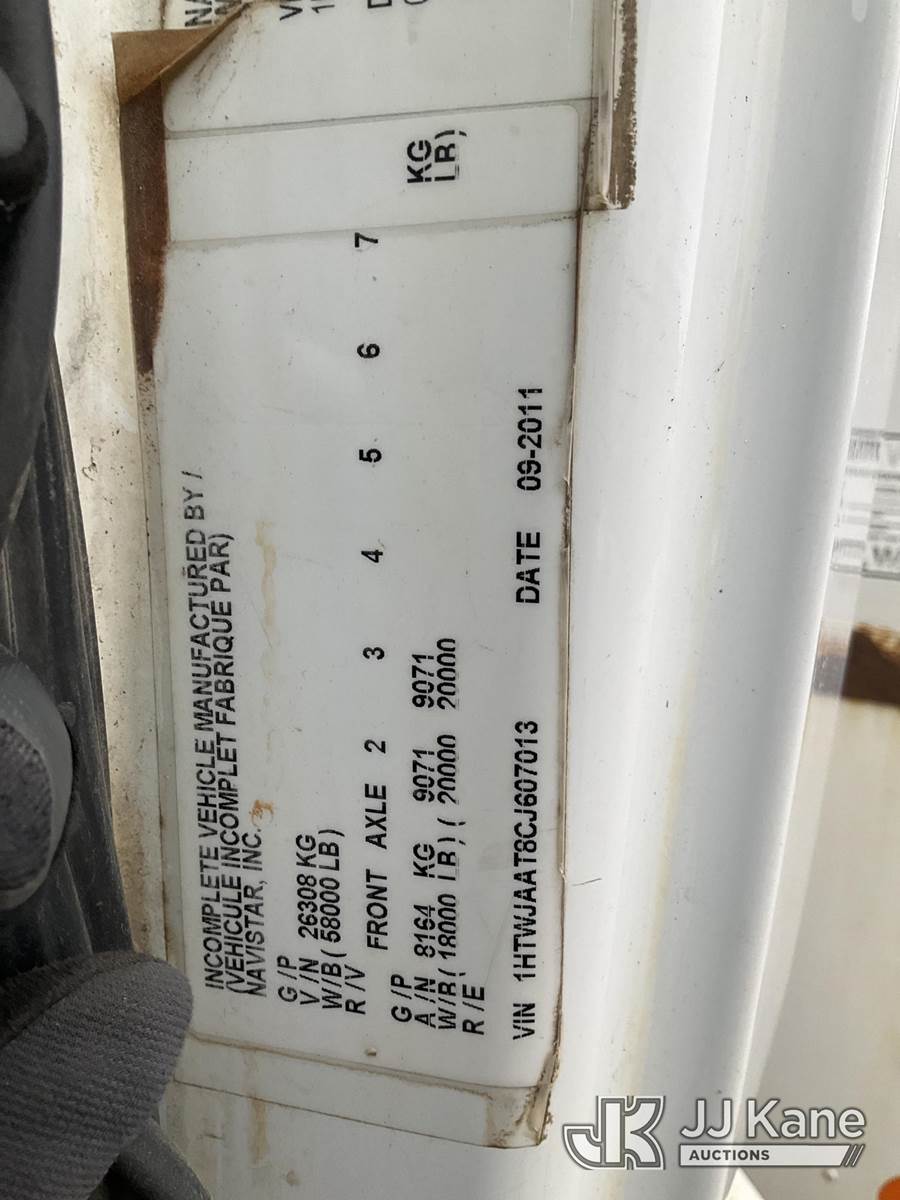 INCOMPLETE VEHICLE MANUFACTURED BY /
(VEHICULE INCOMPLET FABRIQUE PAR)
NAVISTAR, INC.
G /P
V /N 26308 KG
W/B ( 58000 LB )
R /V FRONT AXLE 2 3 4 5 6 7
G /P
A /N 8164 KG 9071 9071 KG
W/R ( 18000 LB ) ( 20000 20000 LB )
R /E
VIN 1HTWJAAT8CJ607013 DATE 09-2011
JK JJ Kane
AUCTIONS